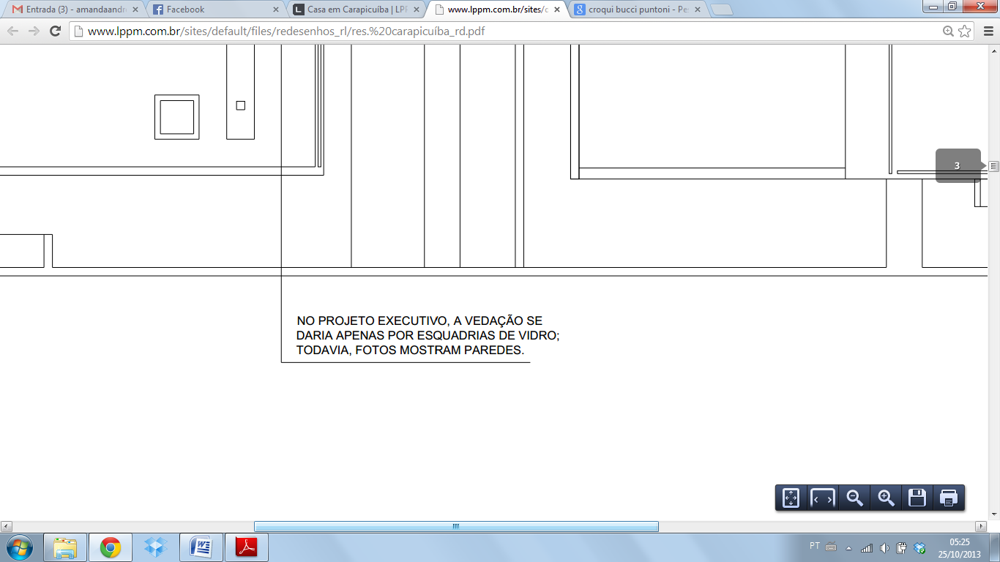 Entrada (3) - amandaandr
Facebook
Casa em Carapicuíba | LPP
www.lppm.com.br/sites/d
croqui bucci puntoni - Pe
www.lppm.com.br/sites/default/files/redesenhos_rl/res.%20carapicuíba_rd.pdf
3
NO PROJETO EXECUTIVO, A VEDAÇÃO SE
DARIA APENAS POR ESQUADRIAS DE VIDRO;
TODAVIA, FOTOS MOSTRAM PAREDES.
PT
05:25
25/10/2013